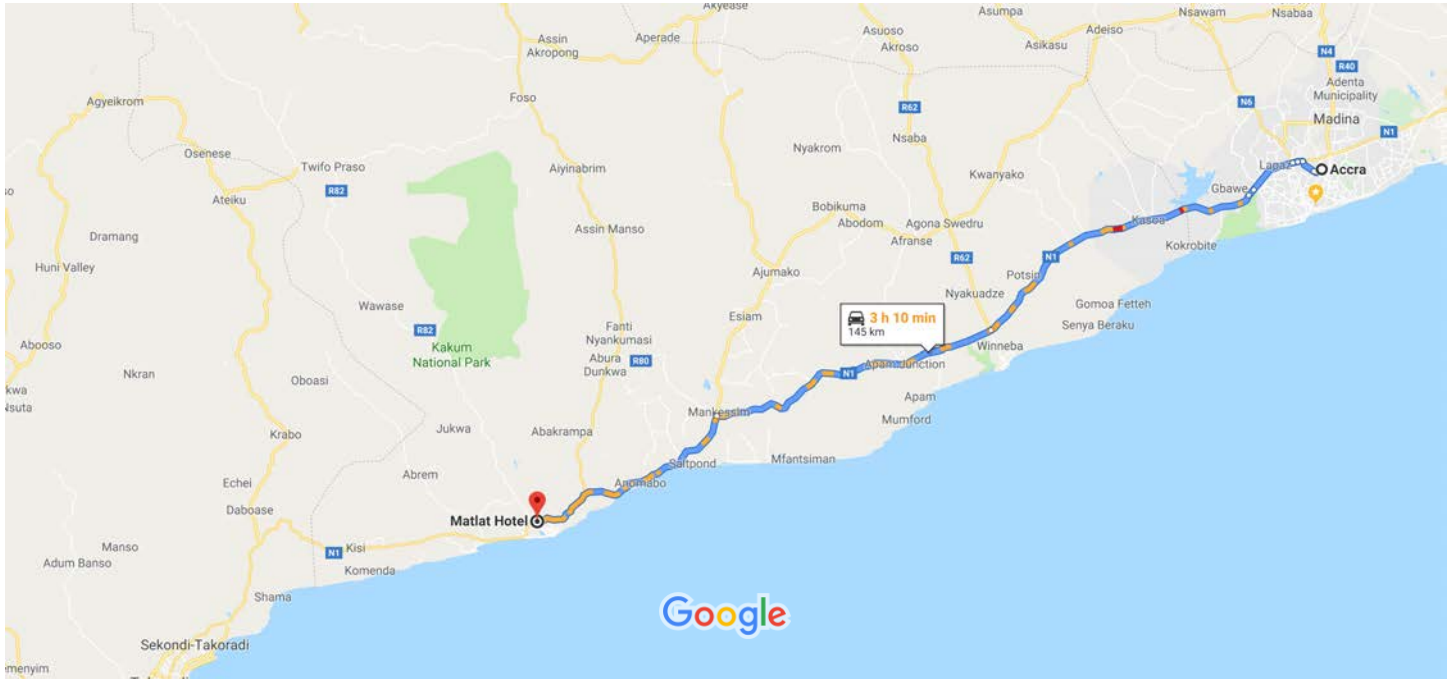 Akyease
Asumpa
Nsawam
Nsabaa
Assin
Akropong
Aperade
Asuoso
Akroso
Adeiso
Asikasu
N4
R40
Adenta
Municipality
Agyeikrom
Foso
R62
N6
Madina
N1
Nsaba
Osenese
Twifo Praso
R82
Aiyinabrim
Nyakrom
Kwanyako
Lapaz
Accra
Gbawe
Ateiku
Bobikuma
Abodom
Agona Swedru
Afranse
Kasoa
Kokrobite
Dramang
Assin Manso
Huni Valley
Ajumako
R62
N1
Potsin
Nyakuadze
Gomoa Fetteh
Senya Beraku
Wawase
Esiam
3 h 10 min
145 km
R82
Fanti
Nyankumasi
Winneba
Abooso
Kakum
National Park
Abura
Dunkwa
R80
Apam Junction
N1
Nkran
Oboasi
Apam
kwa
Nsuta
Mankessim
Mumford
Krabo
Jukwa
Abakrampa
Saltpond
Mfantsiman
Abrem
Anomabo
Echei
Daboase
Matlat Hotel
Manso
Adum Banso
N1
Kisi
Komenda
Shama
Google
Sekondi-Takoradi
emenyim